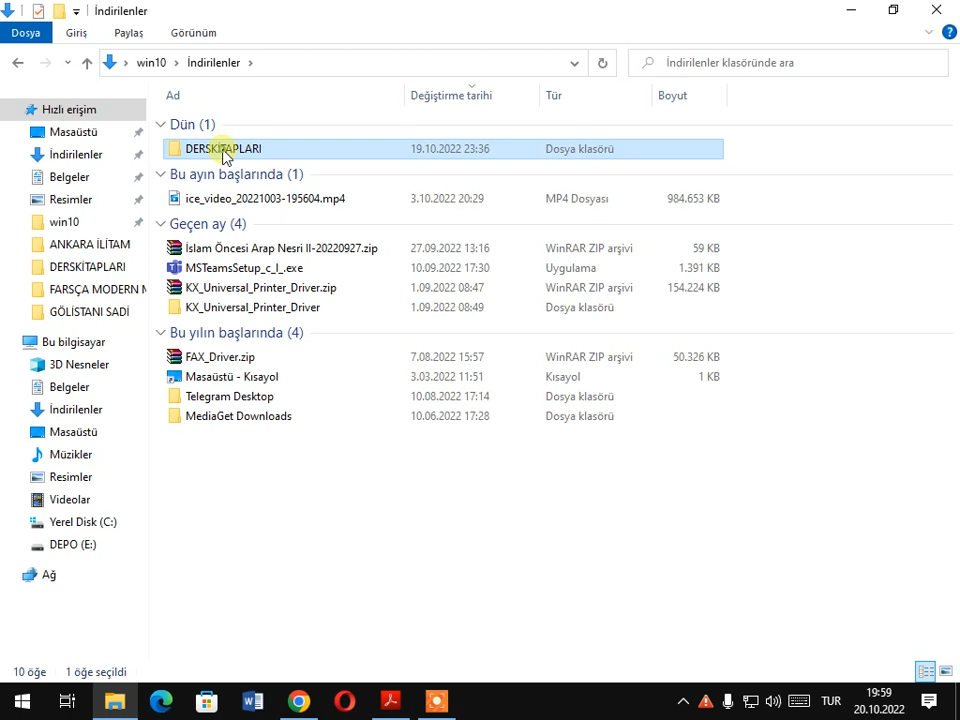 İndirilenler
Dosya Giriş Paylaş Görünüm
win10 › İndirilenler ›
İndirilenler klasöründe ara
Ad Değiştirme tarihi Tür Boyut
Hızlı erişim
Masaüstü
İndirilenler
Belgeler
Resimler
win10
ANKARA İLİTAM
DERSKİTAPLARI
FARSÇA MODERN M
GÖLİSTANI SADİ
Bu bilgisayar
3D Nesneler
Belgeler
İndirilenler
Masaüstü
Müzikler
Resimler
Videolar
Yerel Disk (C:)
DEPO (E:)
Ağ
Dün (1)
DERSKİTAPLARI 19.10.2022 23:36 Dosya klasörü
Bu ayın başlarında (1)
ice_video_20221003-195604.mp4 3.10.2022 20:29 MP4 Dosyası 984.653 KB
Geçen ay (4)
İslam Öncesi Arap Nesri II-20220927.zip 27.09.2022 13:16 WinRAR ZIP arşivi 59 KB
MSTeamsSetup_c_l_.exe 10.09.2022 17:30 Uygulama 1.391 KB
KX_Universal_Printer_Driver.zip 1.09.2022 08:47 WinRAR ZIP arşivi 154.224 KB
KX_Universal_Printer_Driver 1.09.2022 08:49 Dosya klasörü
Bu yılın başlarında (4)
FAX_Driver.zip 7.08.2022 15:57 WinRAR ZIP arşivi 50.326 KB
Masaüstü - Kısayol 3.03.2022 11:51 Kısayol 1 KB
Telegram Desktop 10.08.2022 17:14 Dosya klasörü
MediaGet Downloads 10.06.2022 17:28 Dosya klasörü
10 öğe 1 öğe seçildi
TUR
19:59
20.10.2022